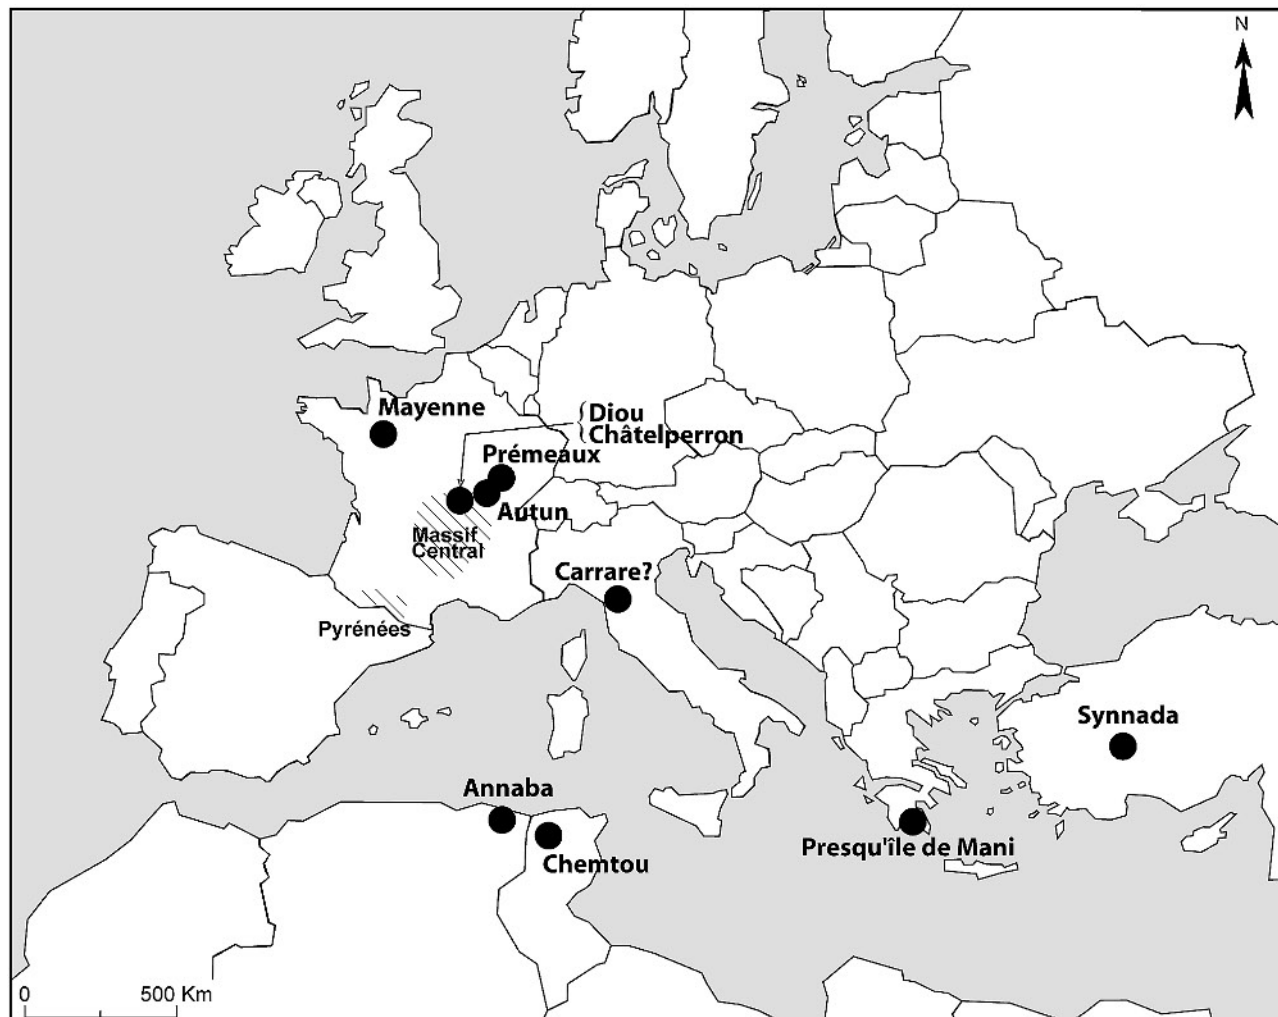 N
Mayenne
Diou
Châtelperron
Prémeaux
Autun
Massif
Central
Carrare?
Pyrénées
Synnada
Annaba
Presqu'île de Mani
Chemtou
0 500 Km